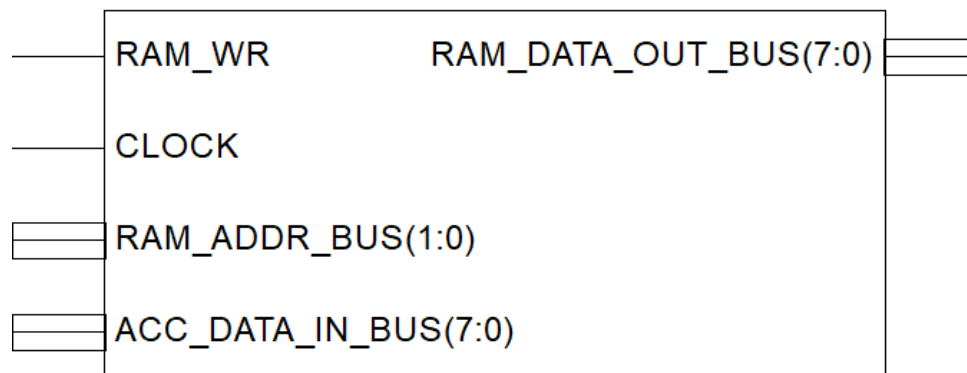 RAM_WR RAM_DATA_OUT_BUS(7:0)
CLOCK
RAM_ADDR_BUS(1:0)
ACC_DATA_IN_BUS(7:0)